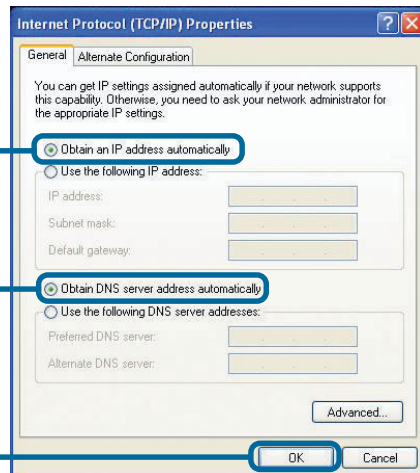 Internet Protocol (TCP/IP) Properties
General
Alternate Configuration
You can get IP settings assigned automatically if your network supports
this capability. Otherwise, you need to ask your network administrator for
the appropriate IP settings.
Obtain an IP address automatically
Use the following IP address:
IP address:
Subnet mask:
Default gateway:
Obtain DNS server address automatically
Use the following DNS server addresses:
Preferred DNS server:
Alternate DNS server:
Advanced...
OK
Cancel